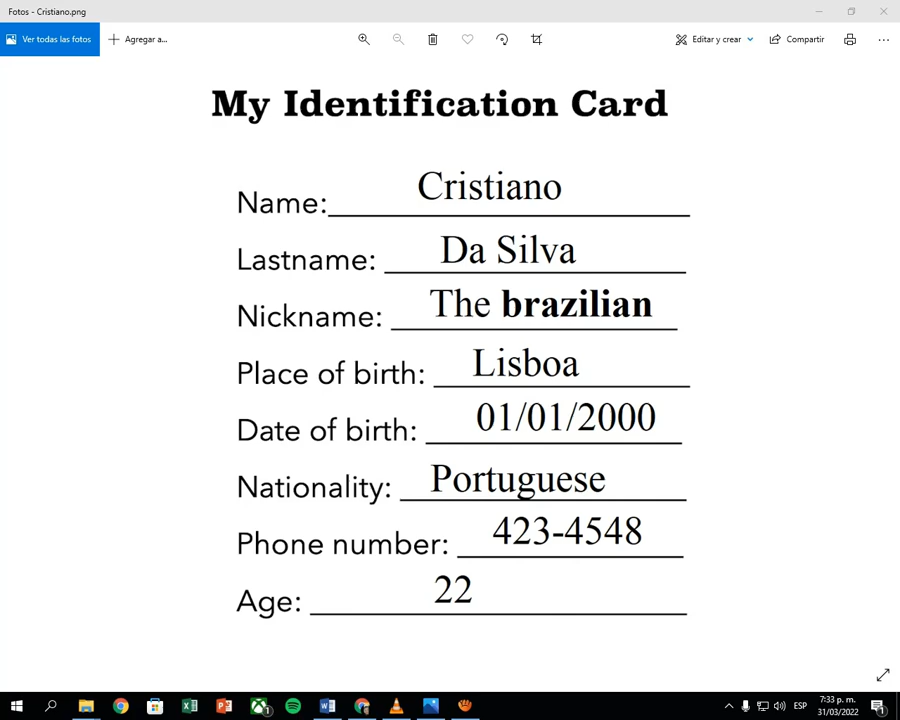 Fotos - Cristiano.png
Ver todas las fotos
Agregar a...
Editar y crear
Compartir
My Identification Card
Name: Cristiano
Lastname: Da Silva
Nickname: The brazilian
Place of birth: Lisboa
Date of birth: 01/01/2000
Nationality: Portuguese
Phone number: 423-4548
Age: 22
ESP
7:33 p. m.
31/03/2022